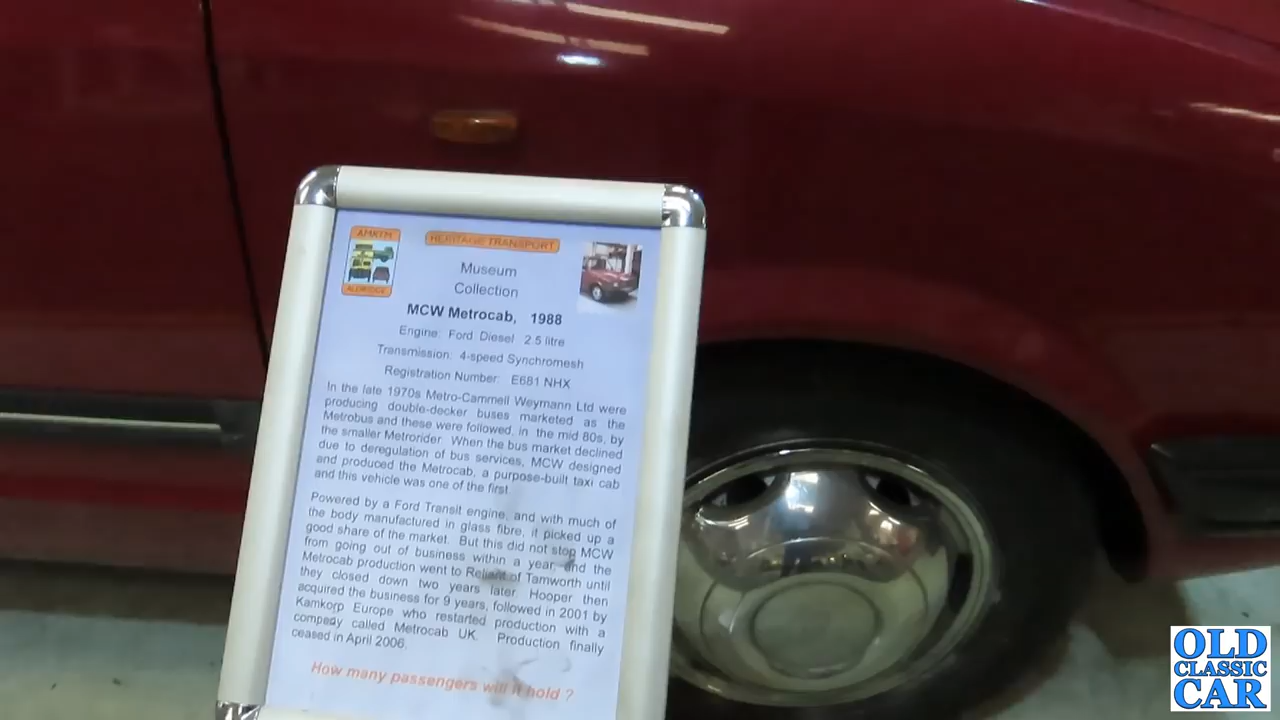 AMRTM
ALDRIDGE
HERITAGE TRANSPORT
Museum
Collection
MCW Metrocab, 1988
Engine: Ford Diesel 2.5 litre
Transmission: 4-speed Synchromesh
Registration Number: E681 NHX
In the late 1970s Metro-Cammell Weymann Ltd were
producing double-decker buses marketed as the
Metrobus and these were followed, in the mid 80s, by
the smaller Metrorider. When the bus market declined
due to deregulation of bus services, MCW designed
and produced the Metrocab, a purpose-built taxi cab
and this vehicle was one of the first.
Powered by a Ford Transit engine, and with much of
the body manufactured in glass fibre, it picked up a
good share of the market. But this did not stop MCW
from going out of business within a year, and the
Metrocab production went to Reliant of Tamworth until
they closed down two years later. Hooper then
acquired the business for 9 years, followed in 2001 by
Kamkorp Europe who restarted production with a
company called Metrocab UK. Production finally
ceased in April 2006.
How many passengers will it hold ?
OLD
CLASSIC
CAR